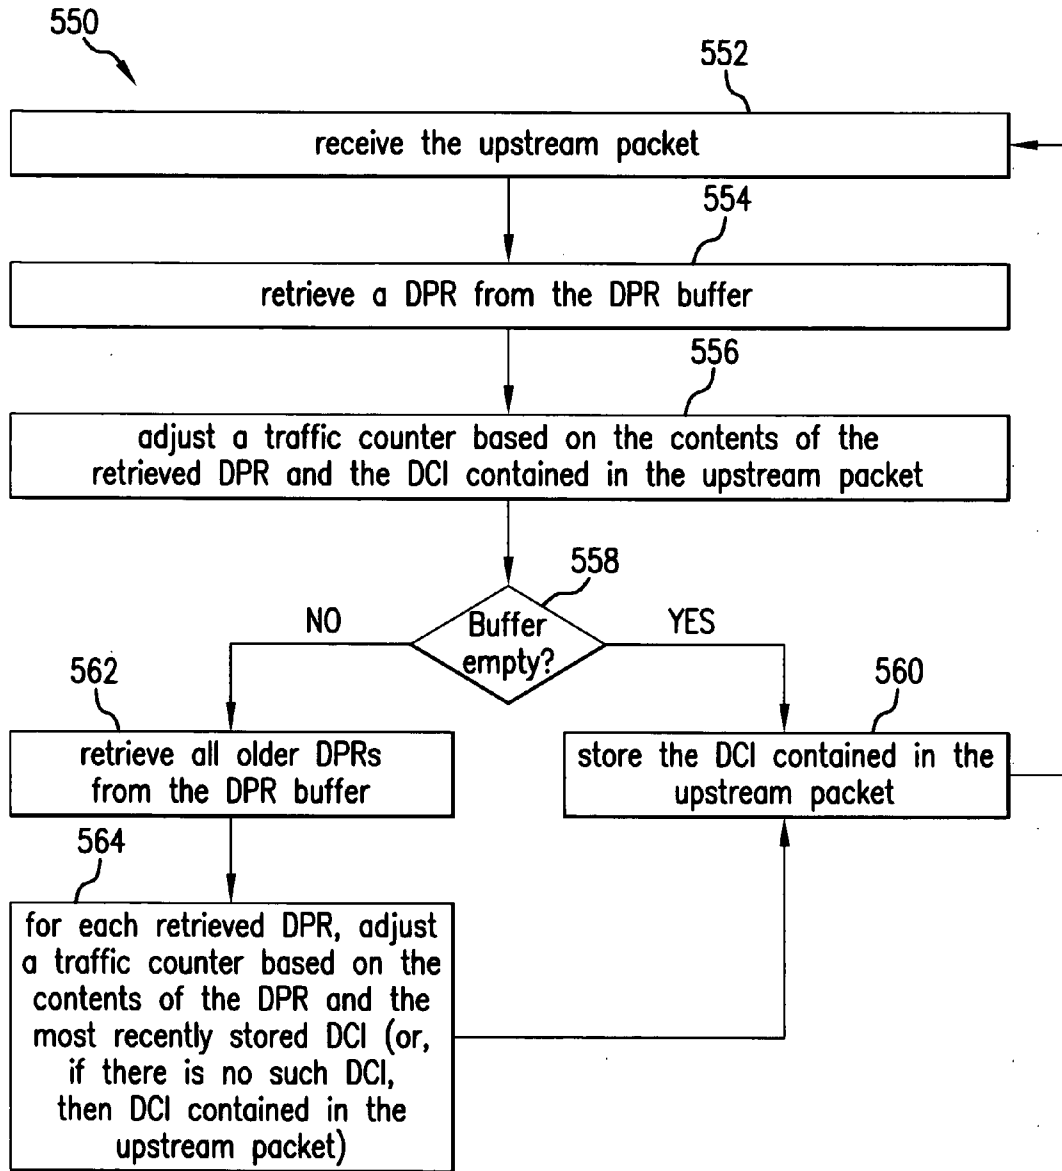 550
552
receive the upstream packet
554
retrieve a DPR from the DPR buffer
556
adjust a traffic counter based on the contents of the
retrieved DPR and the DCI contained in the upstream packet
558
Buffer
empty?
NO
YES
562
retrieve all older DPRs
from the DPR buffer
560
store the DCI contained in the
upstream packet
564
for each retrieved DPR, adjust
a traffic counter based on the
contents of the DPR and the
most recently stored DCI (or,
if there is no such DCI,
then DCI contained in the
upstream packet)